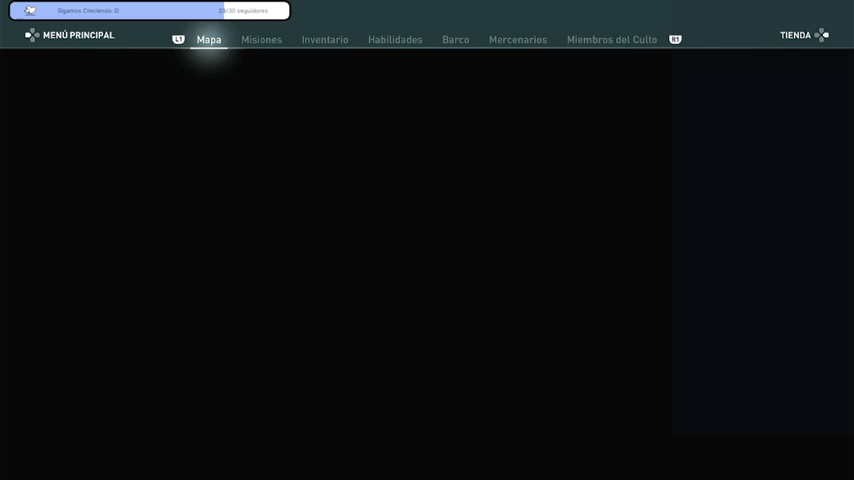 Sigamos Creciendo :D 23/30 seguidores
MENÚ PRINCIPAL L1 Mapa Misiones Inventario Habilidades Barco Mercenarios Miembros del Culto R1 TIENDA